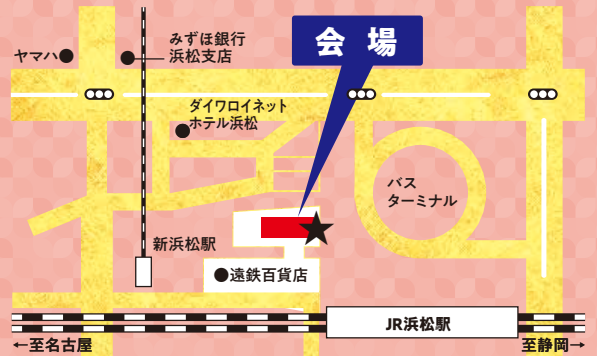 会場
ヤマハ
みずほ銀行
浜松支店
ダイワロイネット
ホテル浜松
バス
ターミナル
新浜松駅
遠鉄百貨店
JR浜松駅
←至名古屋
至静岡→